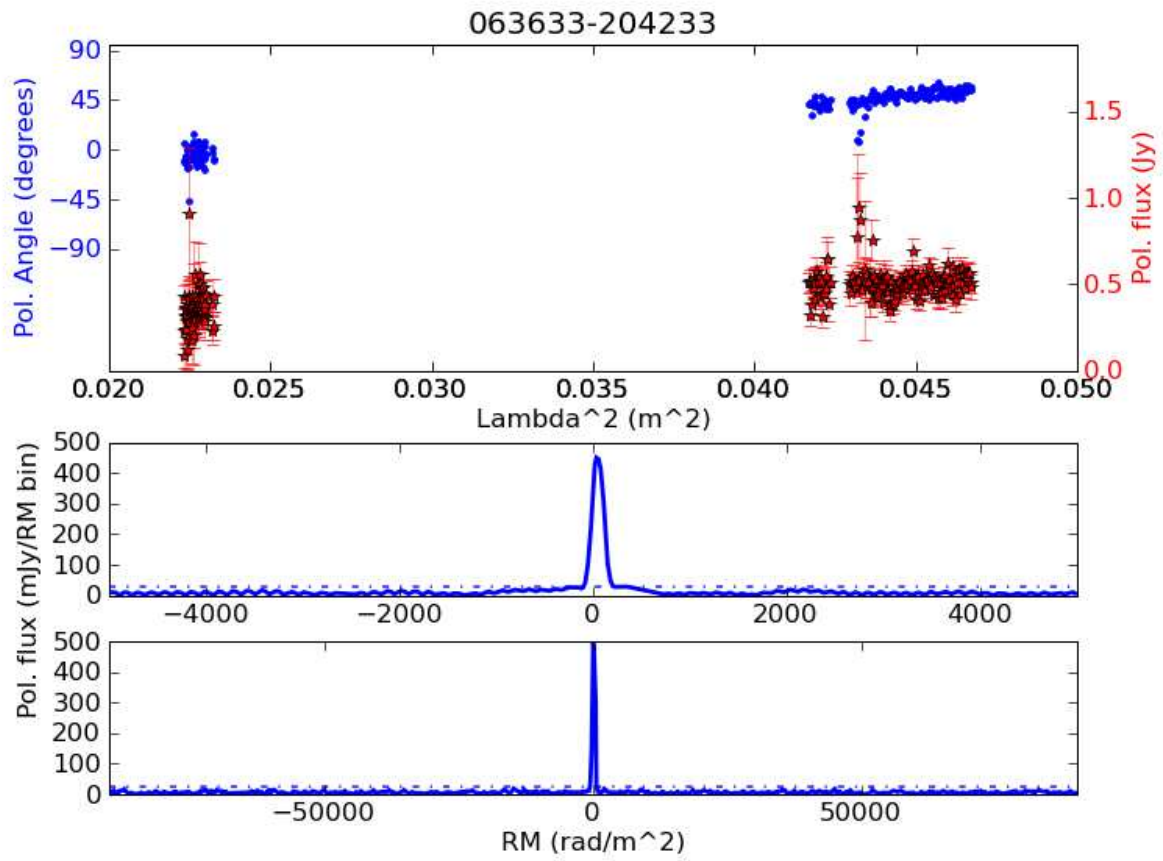 063633-204233
Pol. Angle (degrees)
90
45
0
−45
−90
Pol. flux (Jy)
1.5
1.0
0.5
0.0
0.020 0.025 0.030 0.035 0.040 0.045 0.050
Lambda^2 (m^2)
Pol. flux (mJy/RM bin)
500
400
300
200
100
0
−4000 −2000 0 2000 4000
500
400
300
200
100
0
−50000 0 50000
RM (rad/m^2)